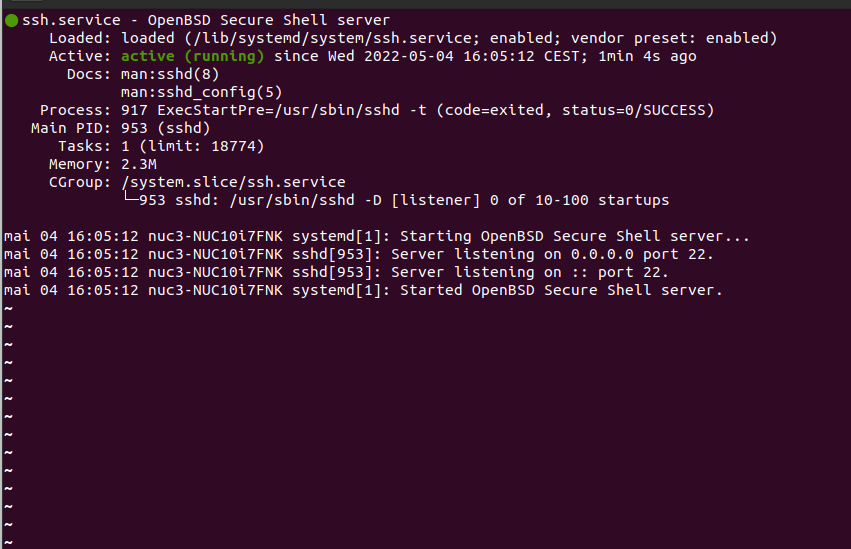 ● ssh.service - OpenBSD Secure Shell server
     Loaded: loaded (/lib/systemd/system/ssh.service; enabled; vendor preset: enabled)
     Active: active (running) since Wed 2022-05-04 16:05:12 CEST; 1min 4s ago
       Docs: man:sshd(8)
             man:sshd_config(5)
    Process: 917 ExecStartPre=/usr/sbin/sshd -t (code=exited, status=0/SUCCESS)
   Main PID: 953 (sshd)
      Tasks: 1 (limit: 18774)
     Memory: 2.3M
     CGroup: /system.slice/ssh.service
             └─953 sshd: /usr/sbin/sshd -D [listener] 0 of 10-100 startups

mai 04 16:05:12 nuc3-NUC10i7FNK systemd[1]: Starting OpenBSD Secure Shell server...
mai 04 16:05:12 nuc3-NUC10i7FNK sshd[953]: Server listening on 0.0.0.0 port 22.
mai 04 16:05:12 nuc3-NUC10i7FNK sshd[953]: Server listening on :: port 22.
mai 04 16:05:12 nuc3-NUC10i7FNK systemd[1]: Started OpenBSD Secure Shell server.
~
~
~
~
~
~
~
~
~
~
~
~
~
~